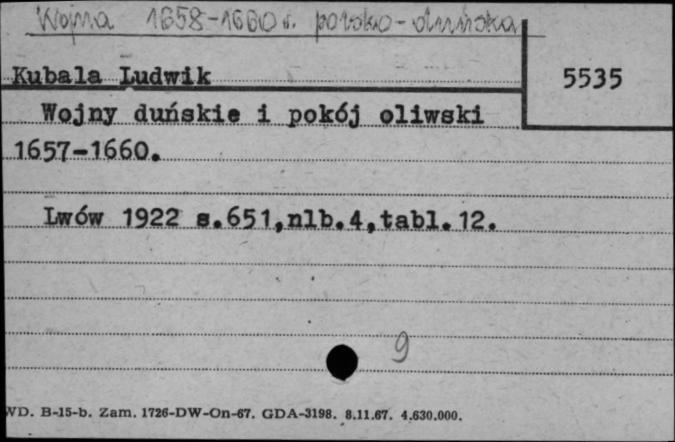 Wojna 1658-1660 r. polsko-duńska
Kubala Ludwik
5535
Wojny duńskie i pokój oliwski
1657-1660.
Lwów 1922 s.651,nlb.4,tabl.12.
9
WD. B-15-b. Zam. 1726-DW-On-67. GDA-3198. 8.11.67. 4.630.000.